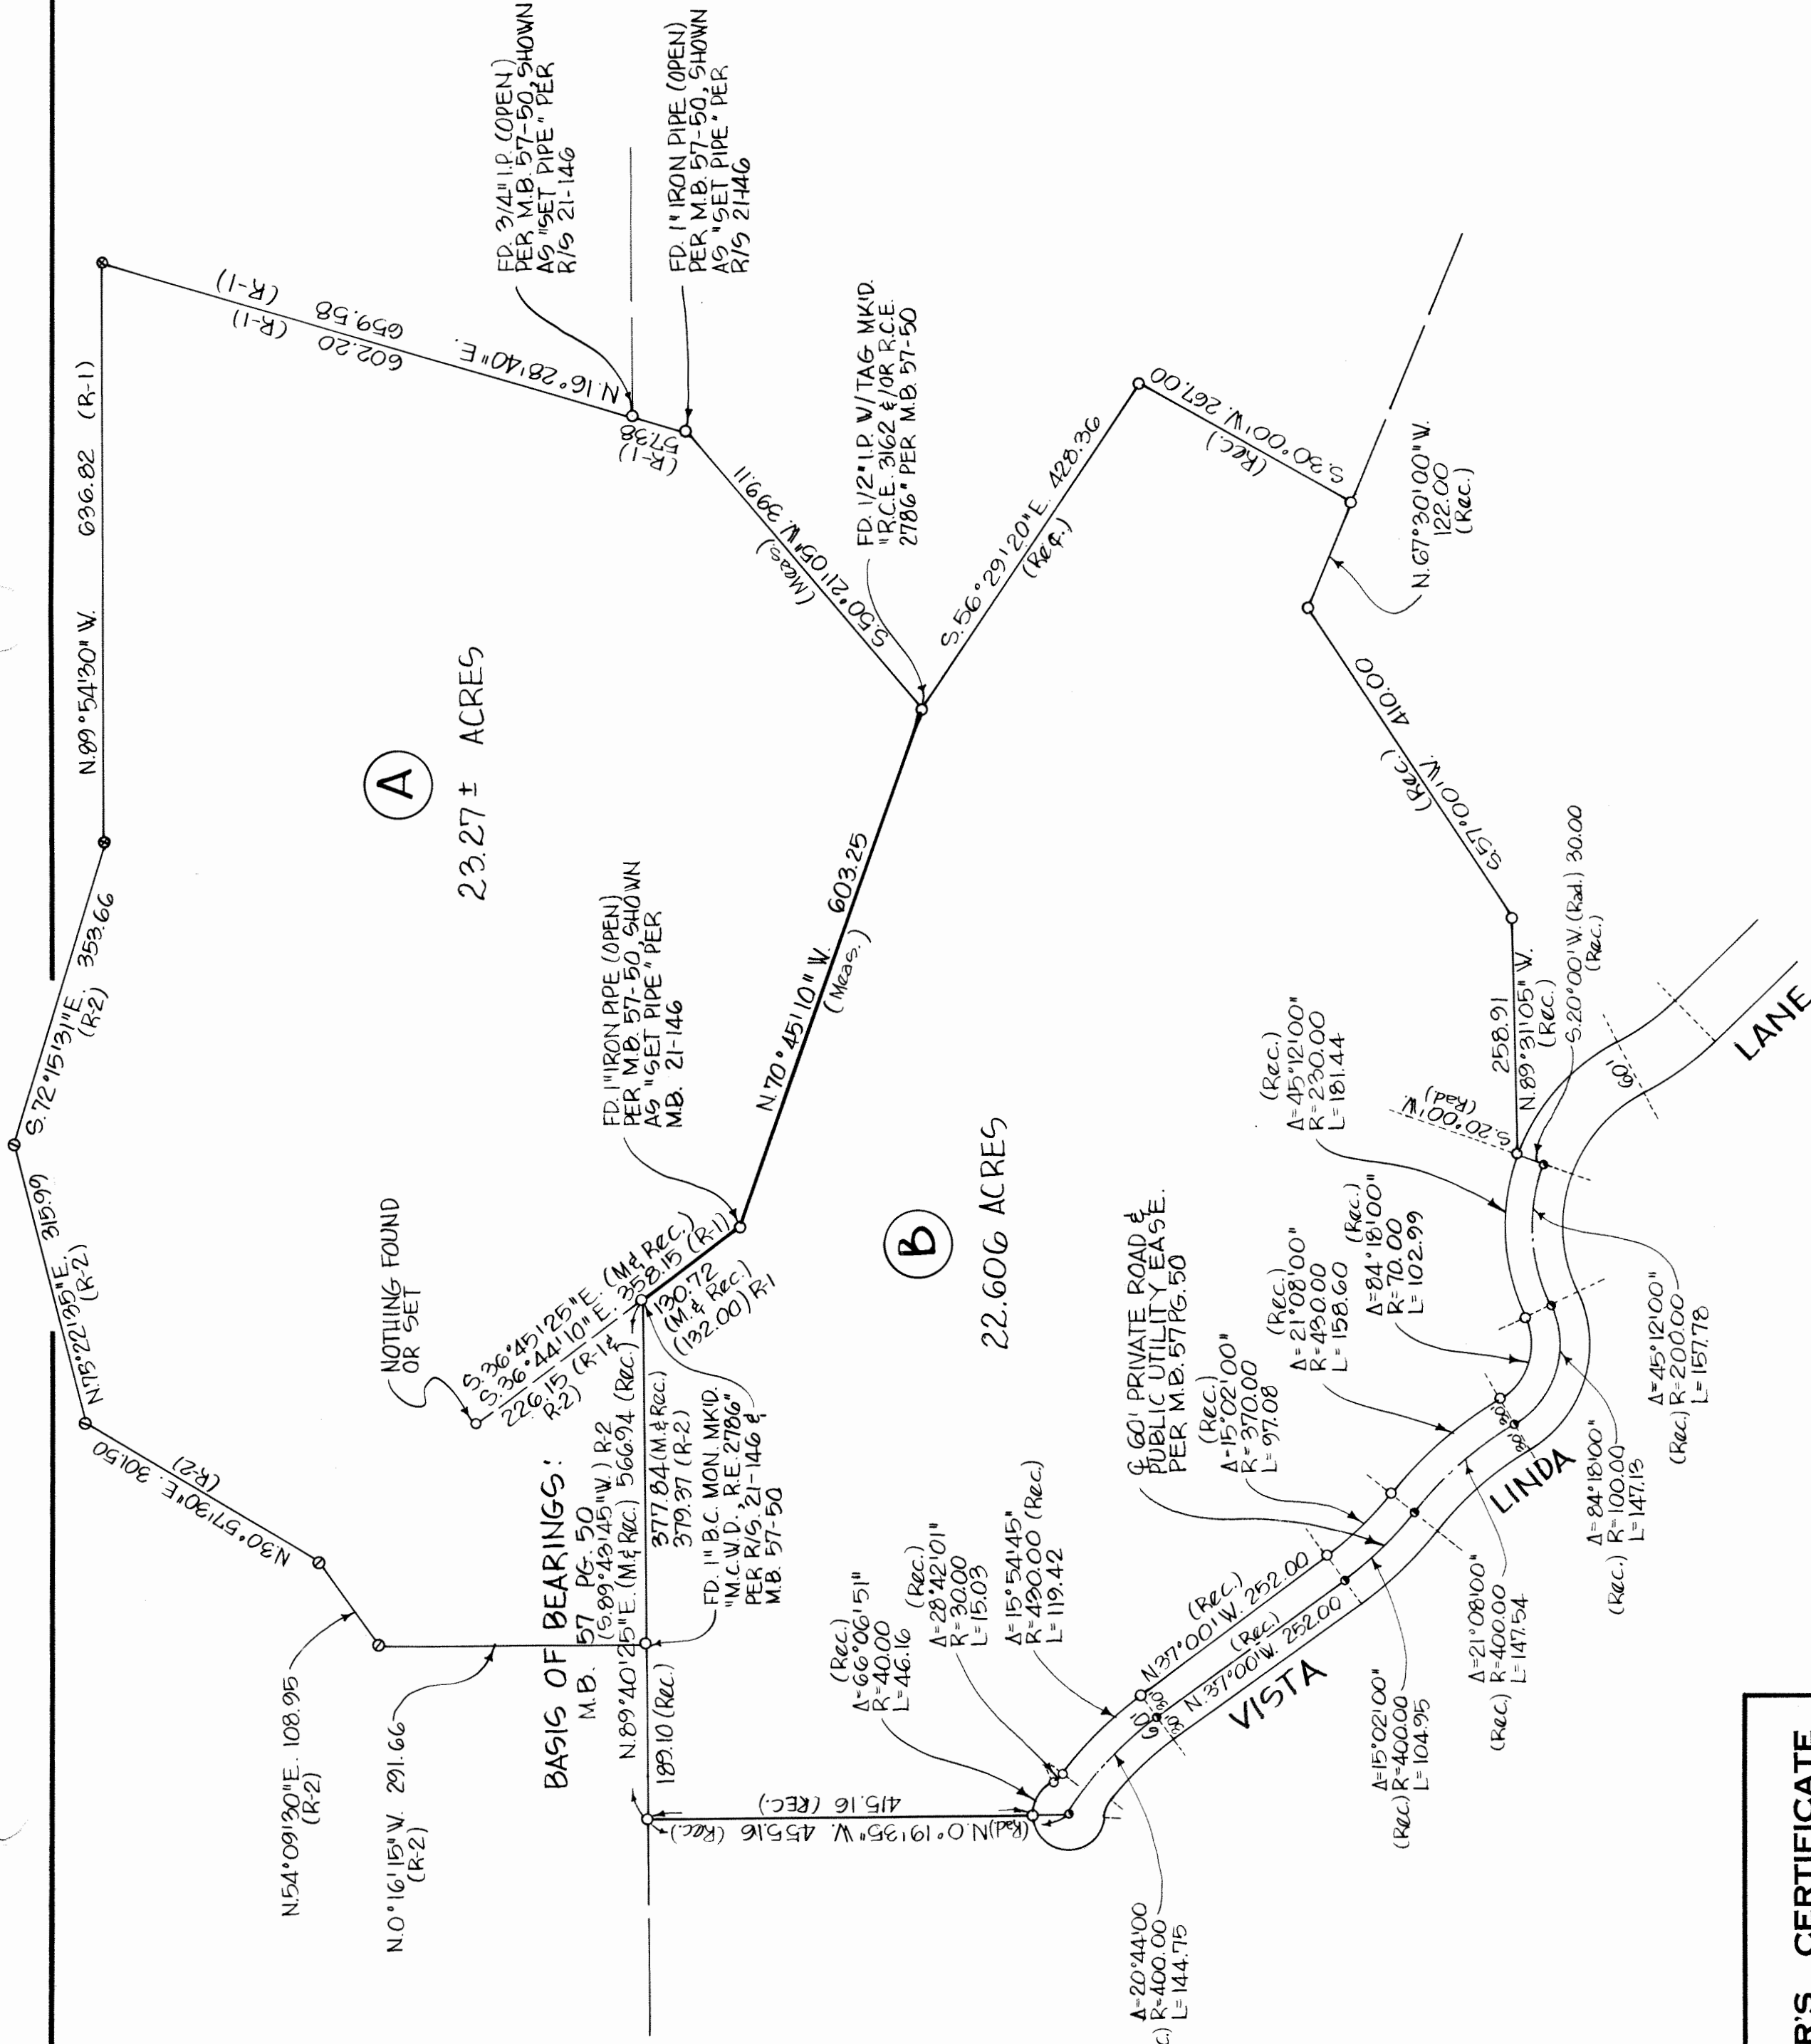 N.89°54'30" W. 636.82 (R-1)
659.58 (R-1)
602.20 (R-1)
N.16°28'40" E.
57.38
(R-1)
FD. 3/4" I.P. (OPEN)
PER M.B. 57-50, SHOWN
AS "SET PIPE" PER
R/S 21-146
FD. 1" IRON PIPE (OPEN)
PER M.B. 57-50, SHOWN
AS "SET PIPE" PER
R/S 21-146
S.72°15'31"E. 353.66
(R-2)
N.75°22'35"E. 315.99
(R-2)
N.30°57'30"E. 301.50
(R-2)
N.54°09'30"E. 108.95
(R-2)
N.0°16'15"W. 291.66
(R-2)
A
23.27 ± ACRES
S.50°21'05"W. 399.11
(Meas.)
FD. 1/2" I.P. W/TAG MK'D.
"R.C.E. 3162 &/OR R.C.E.
2786" PER M.B. 57-50
S.56°29'20"E. 428.36
(Rec.)
S.30°00'W. 267.00
(Rec.)
N.67°30'00"W.
122.00
(Rec.)
S.57°00'W. 410.00
(Rec.)
258.91
N.89°31'05"W.
(Rec.)
S.20°00'W. (Rad.) 30.00
(Rec.)
S.20°00'W.
(Rad.)
FD. 1" IRON PIPE (OPEN)
PER M.B. 57-50, SHOWN
AS "SET PIPE" PER
M.B. 21-146
N.70°45'10"W. 603.25
(Meas.)
NOTHING FOUND
OR SET
S.36°45'25"E. (M.& Rec.)
S.36°44'10"E. 358.15 (R-1)
226.15 (R-1 &
R-2)
130.72
(M.& Rec.)
(132.00) R-1
BASIS OF BEARINGS:
M.B. 57 PG. 50
(S.89°43'45"W.) R-2
N.89°40'25"E. (M.& Rec.) 566.94 (Rec.)
189.10 (Rec.)
377.84 (M.& Rec.)
379.37 (R-2)
FD. 1" B.C. MON. MK'D.
"M.C.W.D., R.E. 2786"
PER R/S, 21-146 &
M.B. 57-50
B
22.606 ACRES
415.16 (REC.)
(Rad) N.0°19'35"W. 455.16 (Rec.)
(Rec.)
Δ=66°06'51"
R=40.00
L=46.16
(Rec.)
Δ=28°42'01"
R=30.00
L=15.03
Δ=15°54'45"
R=430.00 (Rec.)
L=119.42
℄ 60' PRIVATE ROAD &
PUBLIC UTILITY EASE.
PER M.B. 57 PG. 50
(Rec.)
Δ=15°02'00"
R=370.00
L=97.08
(Rec.)
Δ=21°08'00"
R=430.00
L=158.60
(Rec.)
Δ=84°18'00"
R=70.00
L=102.99
(Rec.)
Δ=45°12'00"
R=230.00
L=181.44
N.37°00'W. 252.00
(Rec.)
N.37°00'W. 252.00
(Rec.)
60'
30'
30'
30'
30'
60'
VISTA
LINDA
LANE
Δ=20°44'00
R=400.00
L=144.75
Δ=15°02'00"
(Rec.) R=400.00
L=104.95
Δ=21°08'00"
(Rec.) R=400.00
L=147.54
Δ=84°18'00"
(Rec.) R=100.00
L=147.13
Δ=45°12'00"
(Rec.) R=200.00
L=157.78
R'S CERTIFICATE